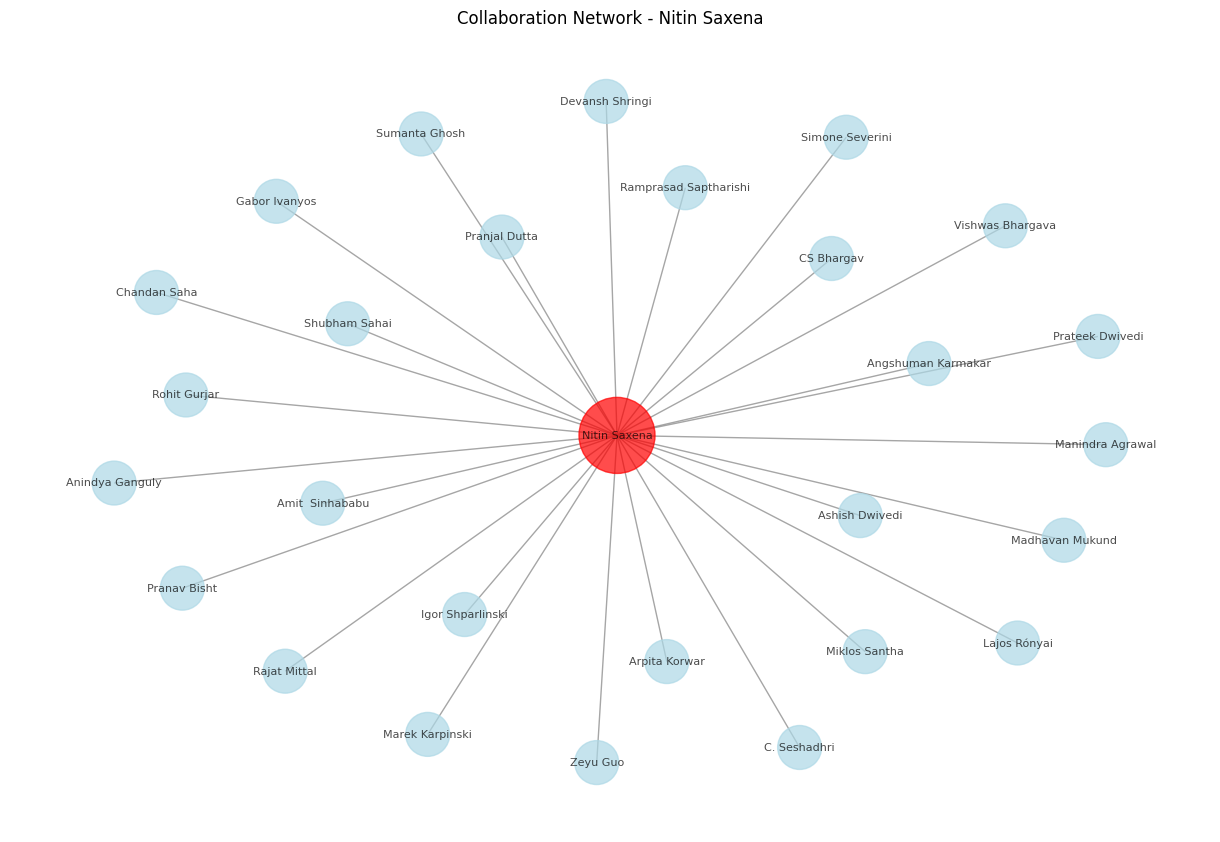 Collaboration Network - Nitin Saxena
Devansh Shringi
Sumanta Ghosh
Simone Severini
Ramprasad Saptharishi
Gabor Ivanyos
Vishwas Bhargava
Pranjal Dutta
CS Bhargav
Chandan Saha
Shubham Sahai
Prateek Dwivedi
Angshuman Karmakar
Rohit Gurjar
Nitin Saxena
Manindra Agrawal
Anindya Ganguly
Amit  Sinhababu
Ashish Dwivedi
Madhavan Mukund
Pranav Bisht
Igor Shparlinski
Lajos Rónyai
Miklos Santha
Arpita Korwar
Rajat Mittal
Marek Karpinski
C. Seshadhri
Zeyu Guo